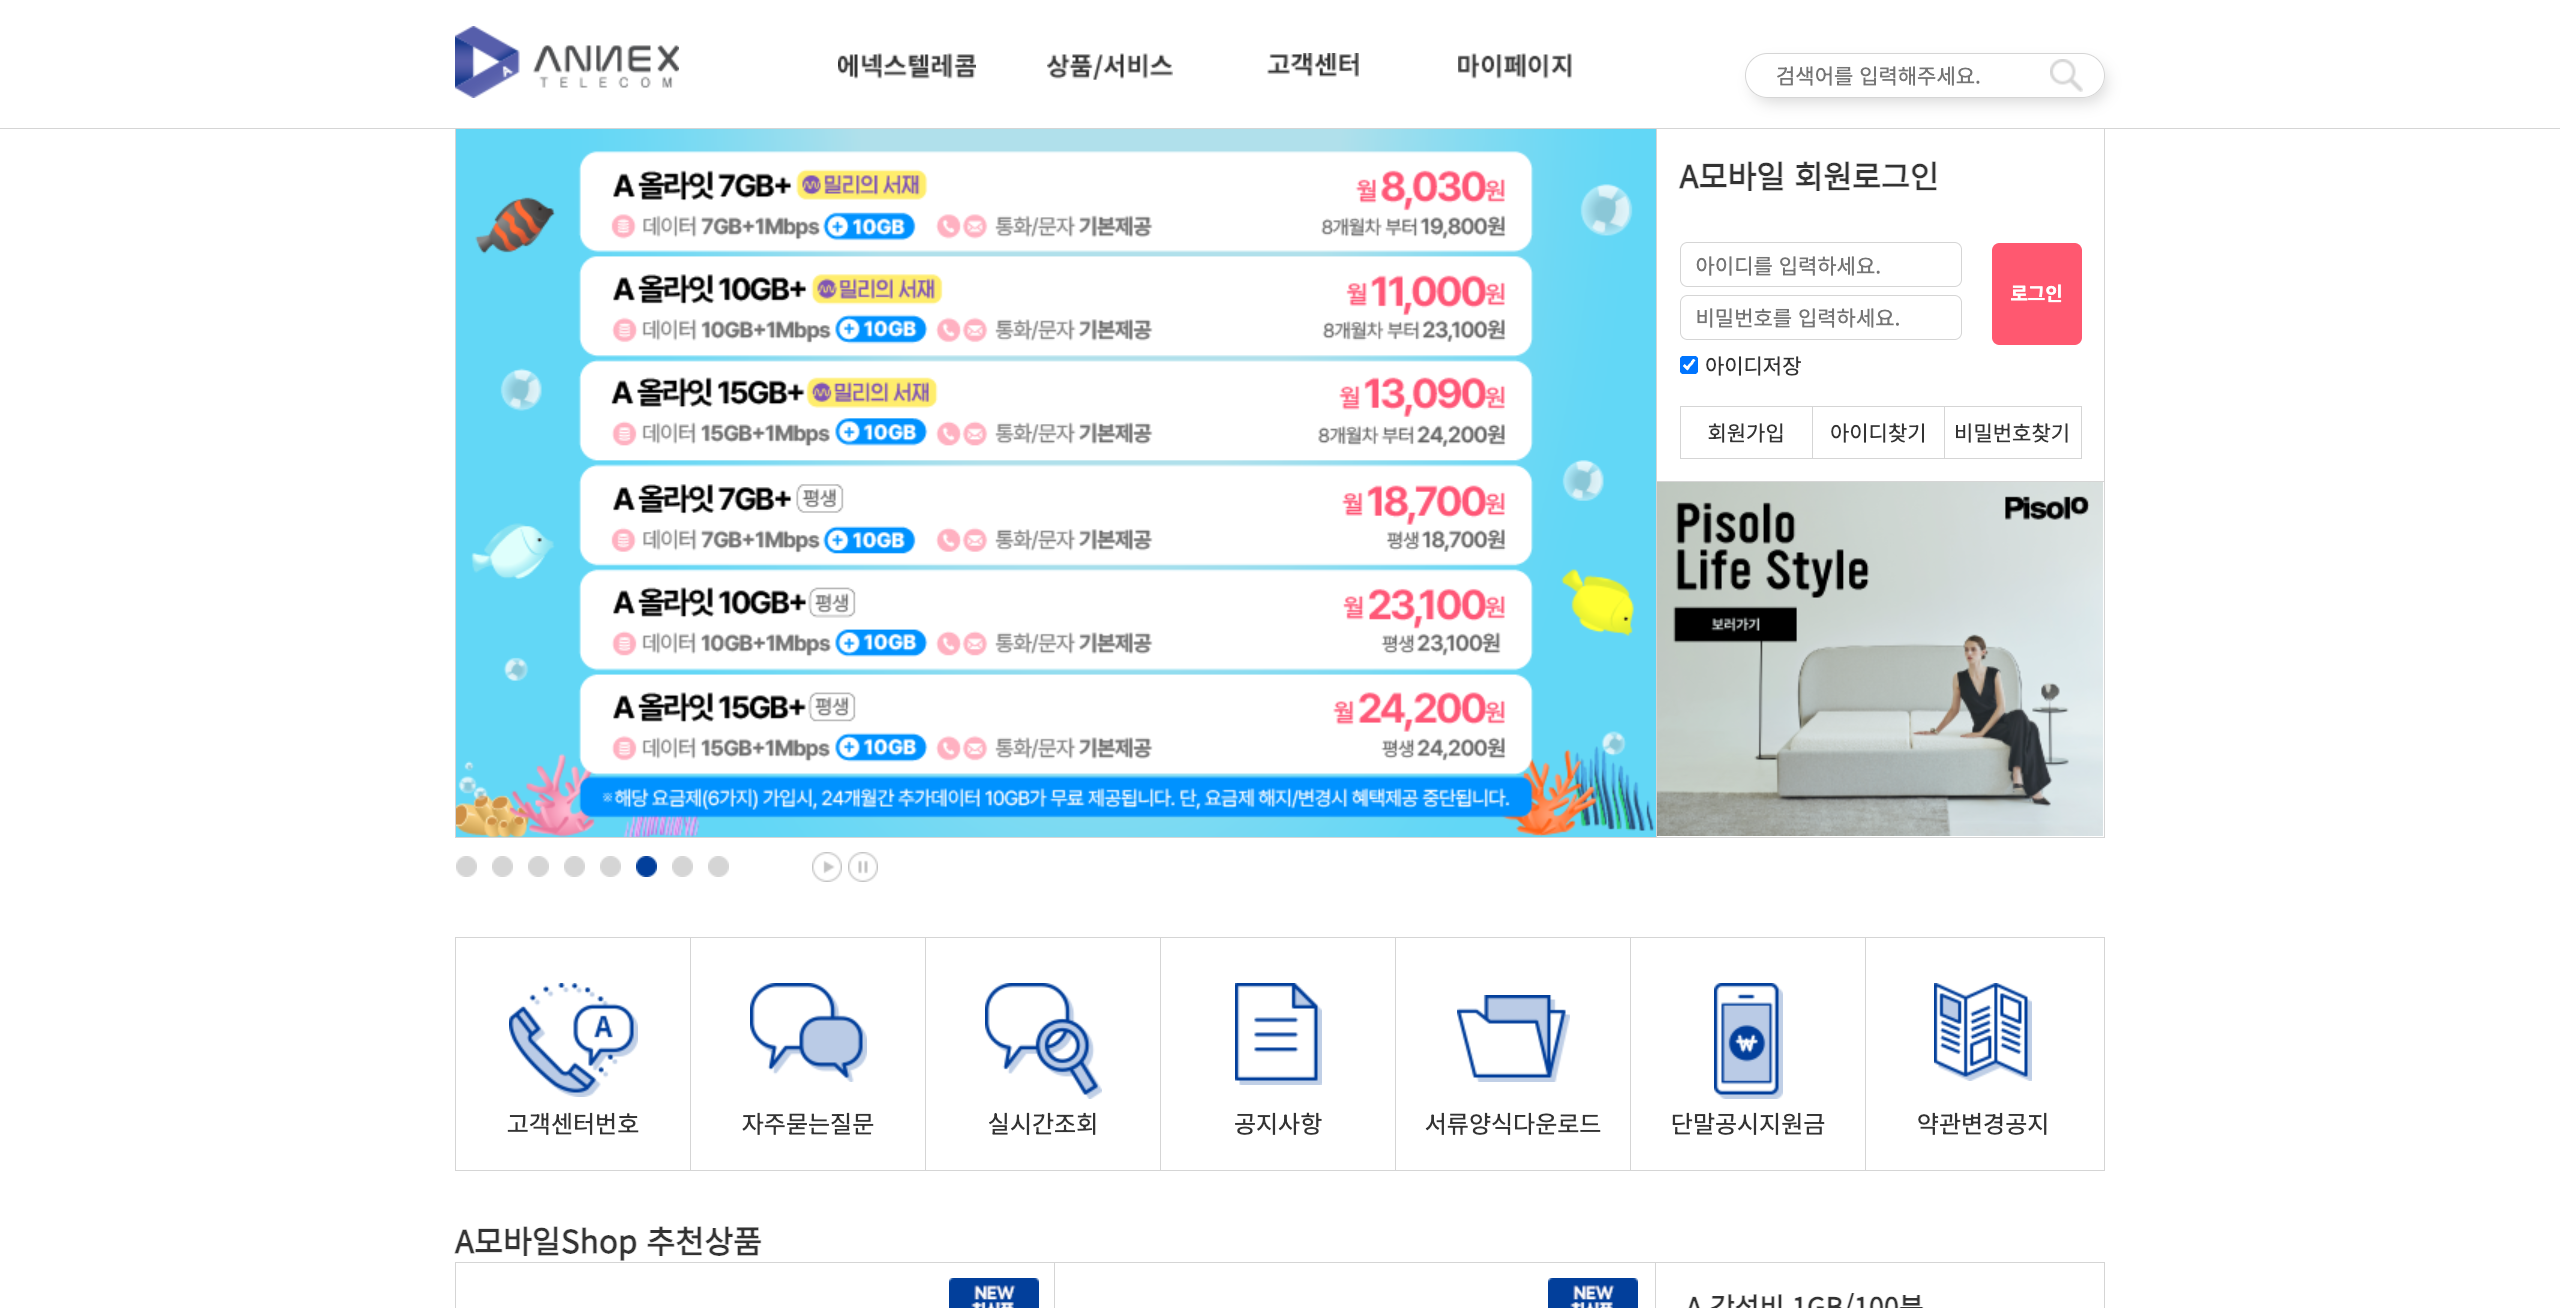 ANNEX
TELECOM
에넥스텔레콤
상품/서비스
고객센터
마이페이지
검색어를 입력해주세요.
A 올라잇 7GB+ 밀리의 서재
월 8,030원
데이터 7GB+1Mbps + 10GB 통화/문자 기본제공
8개월차 부터 19,800원
A 올라잇 10GB+ 밀리의 서재
월 11,000원
데이터 10GB+1Mbps + 10GB 통화/문자 기본제공
8개월차 부터 23,100원
A 올라잇 15GB+ 밀리의 서재
월 13,090원
데이터 15GB+1Mbps + 10GB 통화/문자 기본제공
8개월차 부터 24,200원
A 올라잇 7GB+ 평생
월 18,700원
데이터 7GB+1Mbps + 10GB 통화/문자 기본제공
평생 18,700원
A 올라잇 10GB+ 평생
월 23,100원
데이터 10GB+1Mbps + 10GB 통화/문자 기본제공
평생 23,100원
A 올라잇 15GB+ 평생
월 24,200원
데이터 15GB+1Mbps + 10GB 통화/문자 기본제공
평생 24,200원
※해당 요금제(6가지) 가입시, 24개월간 추가데이터 10GB가 무료 제공됩니다. 단, 요금제 해지/변경시 혜택제공 중단됩니다.
A모바일 회원로그인
아이디를 입력하세요.
비밀번호를 입력하세요.
로그인
아이디저장
회원가입
아이디찾기
비밀번호찾기
Pisolo
Pisolo
Life Style
보러가기
A
고객센터번호
자주묻는질문
실시간조회
공지사항
서류양식다운로드
₩
단말공시지원금
약관변경공지
A모바일Shop 추천상품
NEW
NEW